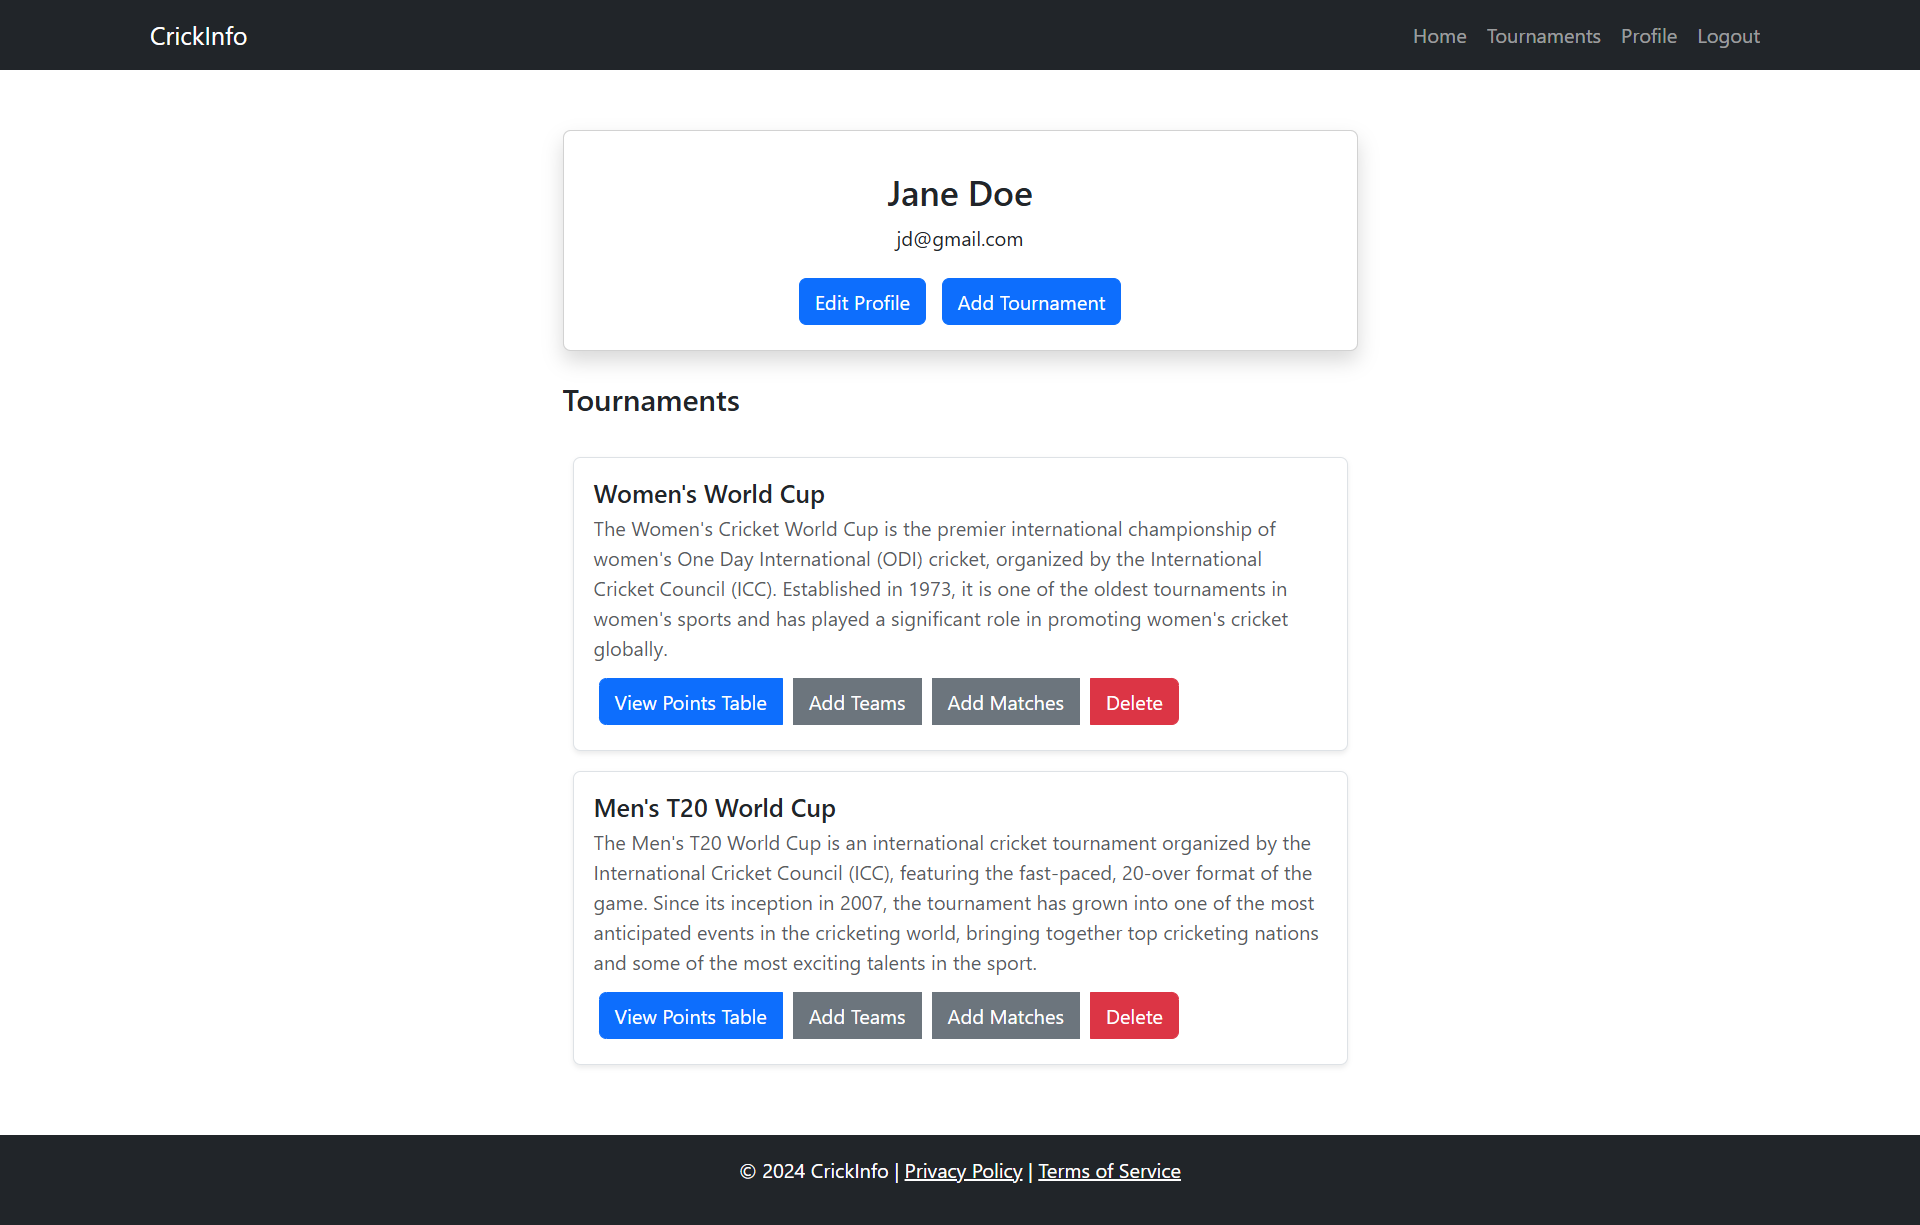 CrickInfo Home Tournaments Profile Logout
Jane Doe
jd@gmail.com
Edit Profile Add Tournament
Tournaments
Women's World Cup
The Women's Cricket World Cup is the premier international championship of
women's One Day International (ODI) cricket, organized by the International
Cricket Council (ICC). Established in 1973, it is one of the oldest tournaments in
women's sports and has played a significant role in promoting women's cricket
globally.
View Points Table Add Teams Add Matches Delete
Men's T20 World Cup
The Men's T20 World Cup is an international cricket tournament organized by the
International Cricket Council (ICC), featuring the fast-paced, 20-over format of the
game. Since its inception in 2007, the tournament has grown into one of the most
anticipated events in the cricketing world, bringing together top cricketing nations
and some of the most exciting talents in the sport.
View Points Table Add Teams Add Matches Delete
© 2024 CrickInfo | Privacy Policy | Terms of Service